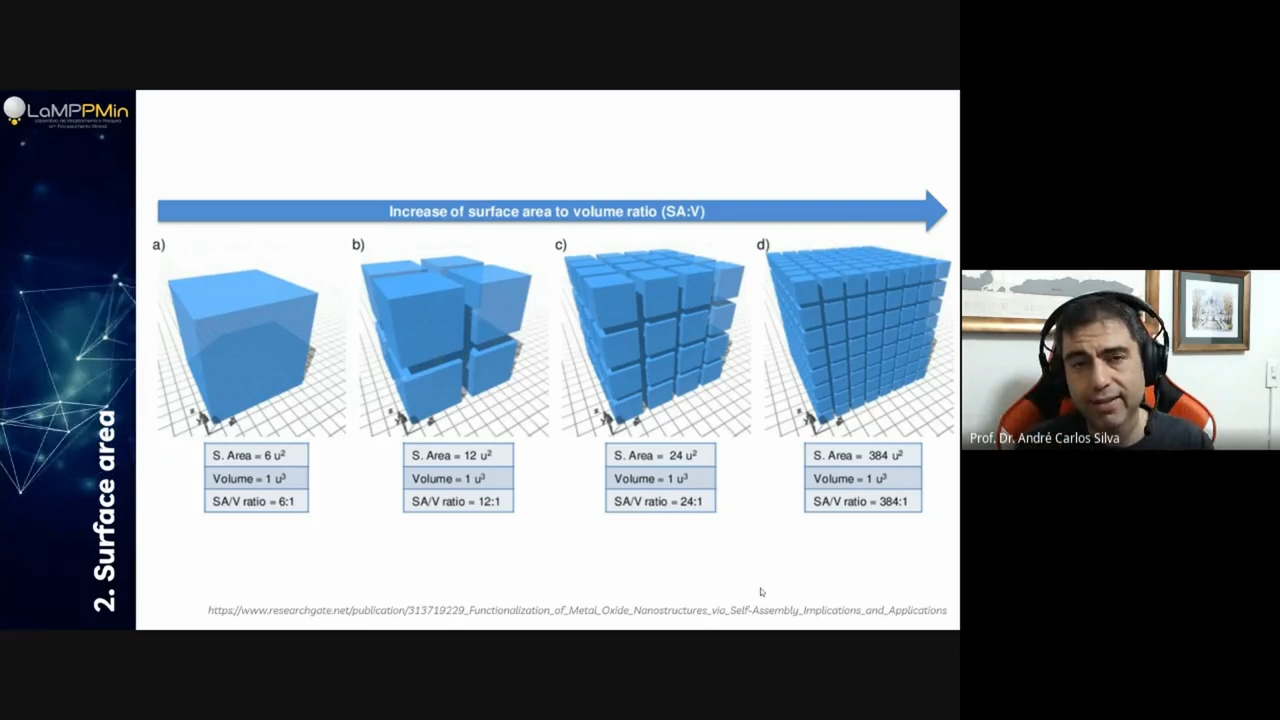 LaMPPMin
Increase of surface area to volume ratio (SA:V)
a)
b)
c)
d)
S. Area = 6 u²
Volume = 1 u³
SA/V ratio = 6:1
S. Area = 12 u²
Volume = 1 u³
SA/V ratio = 12:1
S. Area = 24 u²
Volume = 1 u³
SA/V ratio = 24:1
S. Area = 384 u²
Volume = 1 u³
SA/V ratio = 384:1
2. Surface area
https://www.researchgate.net/publication/313719229_Functionalization_of_Metal_Oxide_Nanostructures_via_Self-Assembly_Implications_and_Applications
Prof. Dr. André Carlos Silva